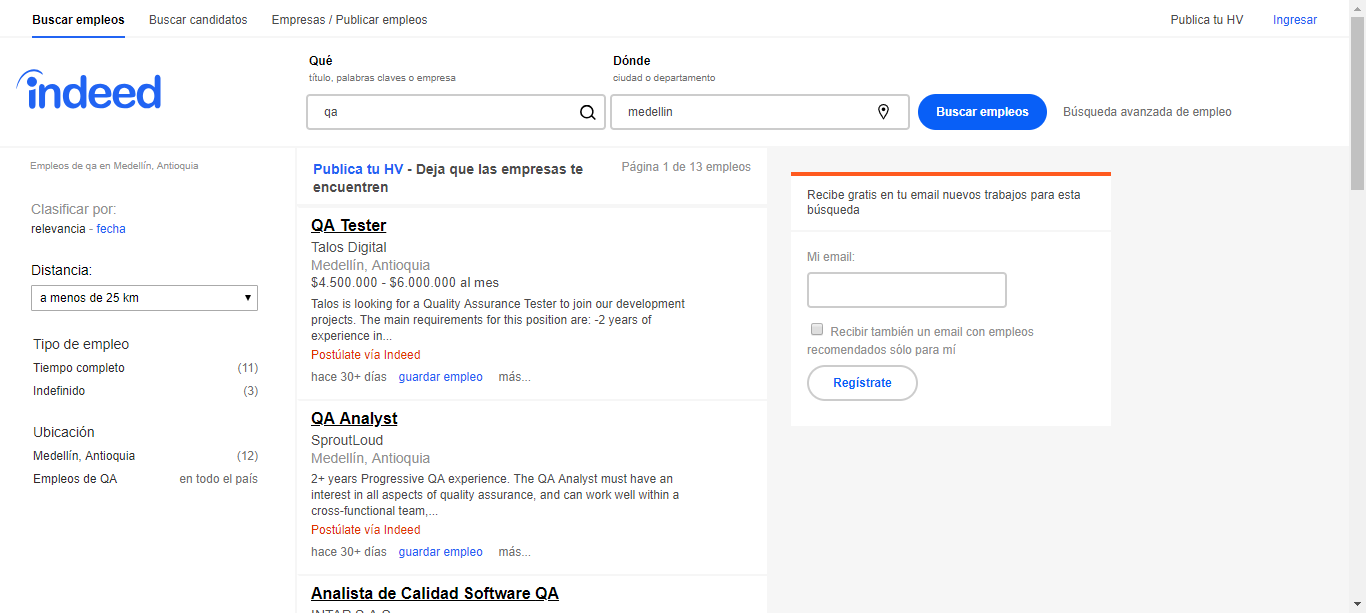 Buscar empleos
Buscar candidatos
Empresas / Publicar empleos
Publica tu HV
Ingresar
indeed
Qué
título, palabras claves o empresa
qa
Dónde
ciudad o departamento
medellin
Buscar empleos
Búsqueda avanzada de empleo
Empleos de qa en Medellín, Antioquia
Clasificar por:
relevancia - fecha
Distancia:
a menos de 25 km
Tipo de empleo
Tiempo completo (11)
Indefinido (3)
Ubicación
Medellín, Antioquia (12)
Empleos de QA en todo el país
Publica tu HV - Deja que las empresas te
encuentren
Página 1 de 13 empleos
QA Tester
Talos Digital
Medellín, Antioquia
$4.500.000 - $6.000.000 al mes
Talos is looking for a Quality Assurance Tester to join our development
projects. The main requirements for this position are: -2 years of
experience in...
Postúlate vía Indeed
hace 30+ días guardar empleo más...
QA Analyst
SproutLoud
Medellín, Antioquia
2+ years Progressive QA experience. The QA Analyst must have an
interest in all aspects of quality assurance, and can work well within a
cross-functional team,...
Postúlate vía Indeed
hace 30+ días guardar empleo más...
Analista de Calidad Software QA
Recibe gratis en tu email nuevos trabajos para esta
búsqueda
Mi email:
Recibir también un email con empleos
recomendados sólo para mí
Regístrate